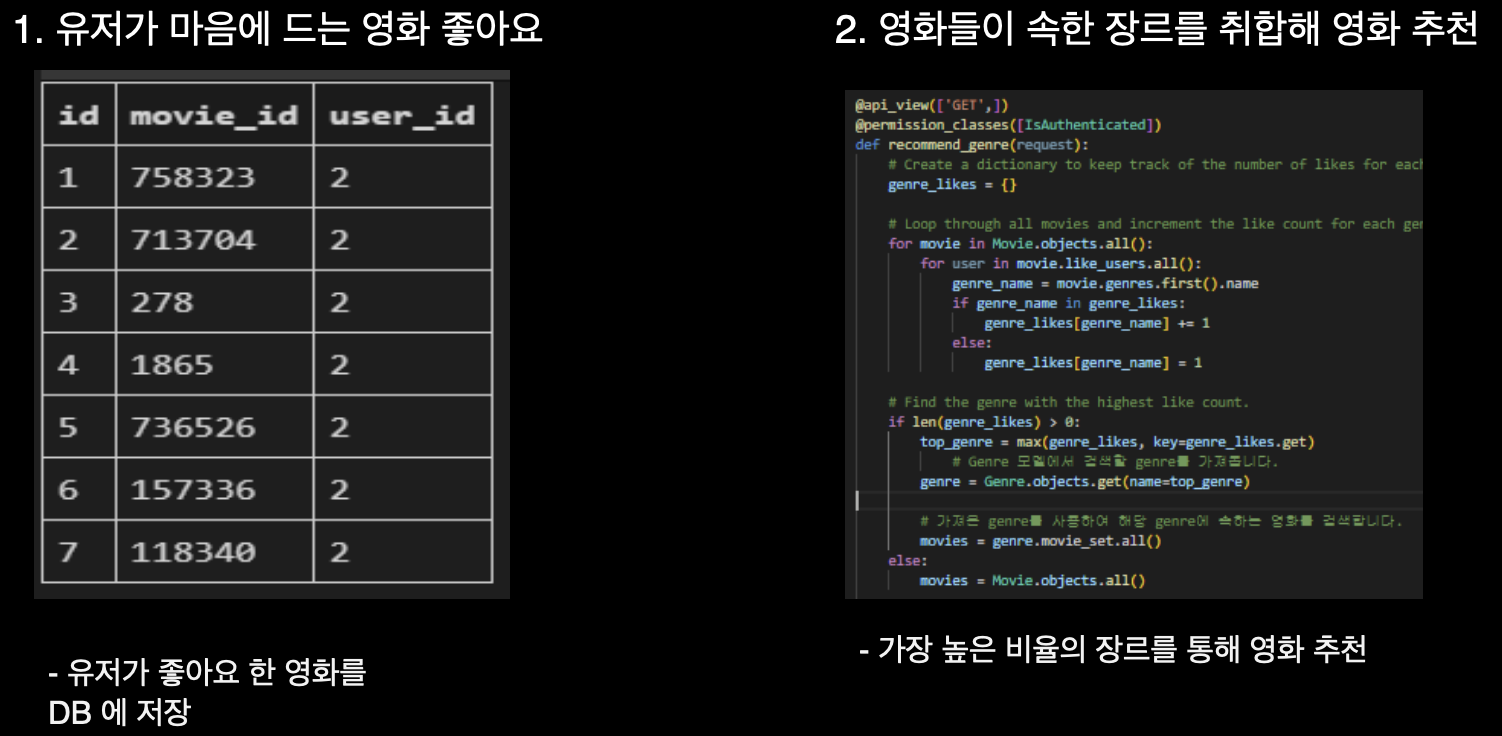 1. 유저가 마음에 드는 영화 좋아요
id movie_id user_id
1 758323 2
2 713704 2
3 278 2
4 1865 2
5 736526 2
6 157336 2
7 118340 2
- 유저가 좋아요 한 영화를
DB 에 저장
2. 영화들이 속한 장르를 취합해 영화 추천
@api_view(['GET',])
@permission_classes([IsAuthenticated])
def recommend_genre(request):
# Create a dictionary to keep track of the number of likes for each
genre_likes = {}
# Loop through all movies and increment the like count for each gen
for movie in Movie.objects.all():
for user in movie.like_users.all():
genre_name = movie.genres.first().name
if genre_name in genre_likes:
genre_likes[genre_name] += 1
else:
genre_likes[genre_name] = 1
# Find the genre with the highest like count.
if len(genre_likes) > 0:
top_genre = max(genre_likes, key=genre_likes.get)
# Genre 모델에서 검색할 genre를 가져옵니다.
genre = Genre.objects.get(name=top_genre)
# 가져온 genre를 사용하여 해당 genre에 속하는 영화를 검색합니다.
movies = genre.movie_set.all()
else:
movies = Movie.objects.all()
- 가장 높은 비율의 장르를 통해 영화 추천